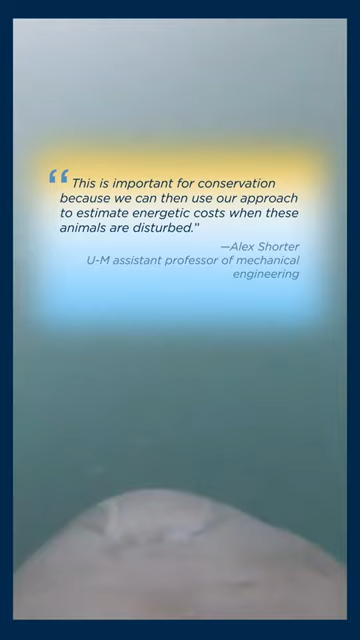 “ This is important for conservation
because we can then use our approach
to estimate energetic costs when these
animals are disturbed.”
—Alex Shorter
U-M assistant professor of mechanical
engineering